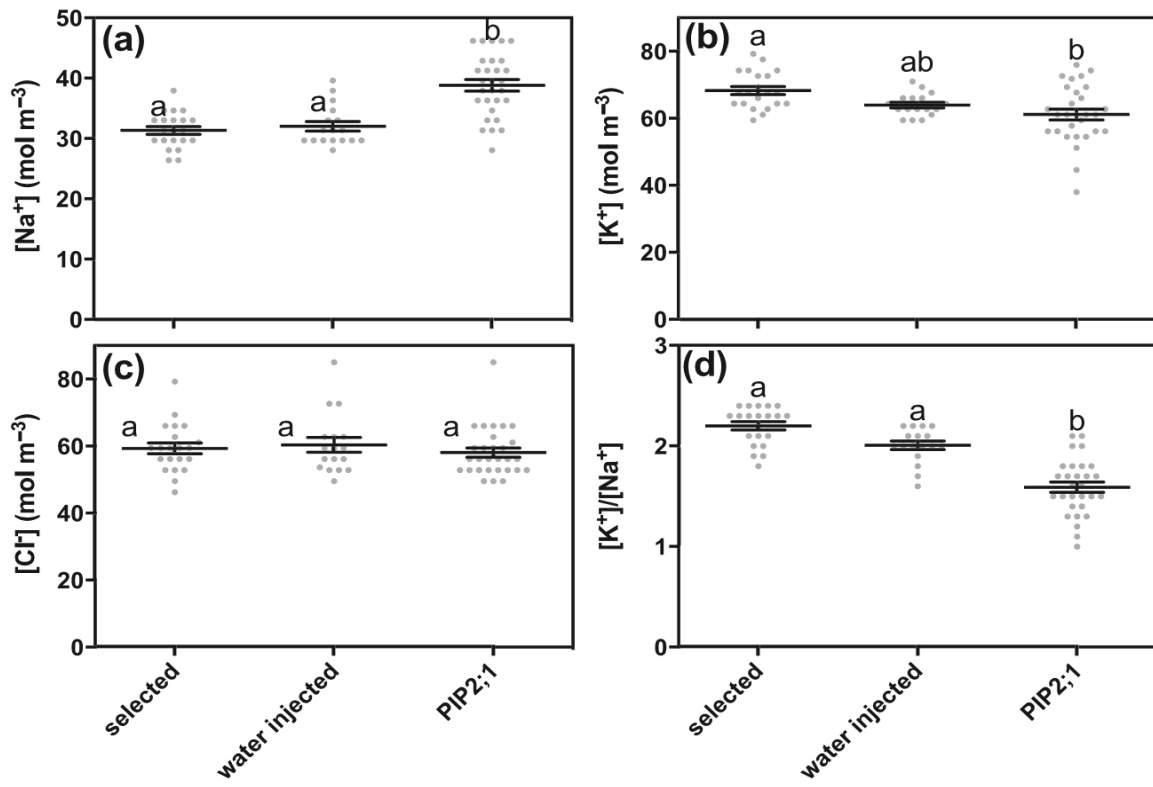 (a)
50
40
30
20
10
0
[Na⁺] (mol m⁻³)
a
a
b
(b)
80
60
40
20
0
[K⁺] (mol m⁻³)
a
ab
b
(c)
80
60
40
20
0
[Cl⁻] (mol m⁻³)
a
a
a
selected
water injected
PIP2;1
(d)
3
2
1
0
[K⁺]/[Na⁺]
a
a
b
selected
water injected
PIP2;1